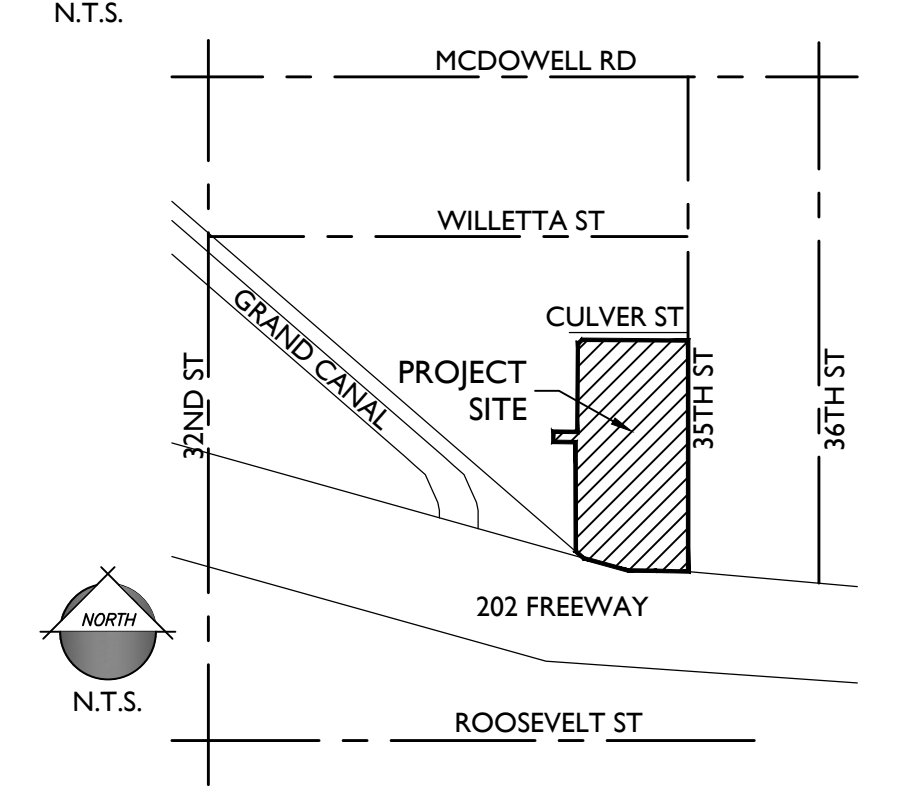 N.T.S.
MCDOWELL RD
WILLETTA ST
GRAND CANAL
CULVER ST
PROJECT
SITE
32ND ST
35TH ST
36TH ST
202 FREEWAY
NORTH
N.T.S.
ROOSEVELT ST